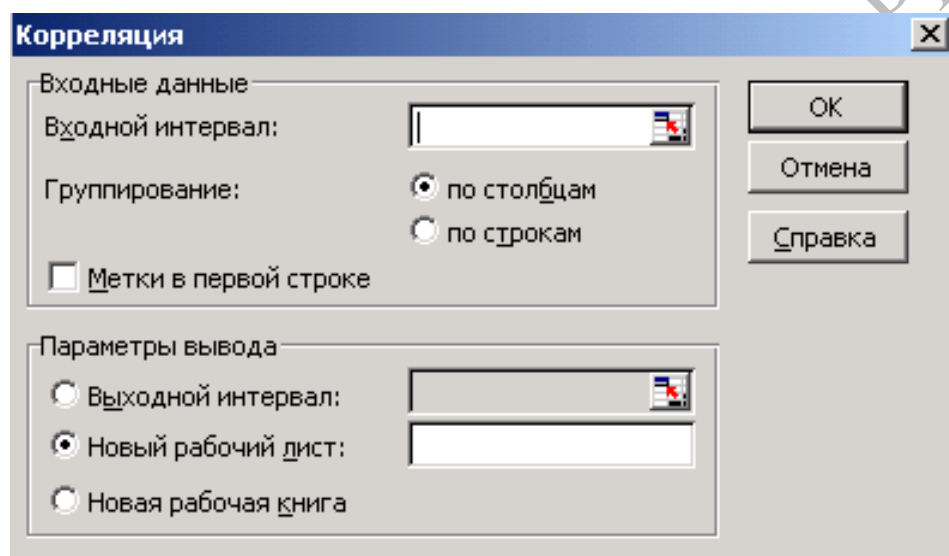 Корреляция
Входные данные
Входной интервал:
Группирование:
по столбцам
по строкам
Метки в первой строке
Параметры вывода
Выходной интервал:
Новый рабочий лист:
Новая рабочая книга
OK
Отмена
Справка